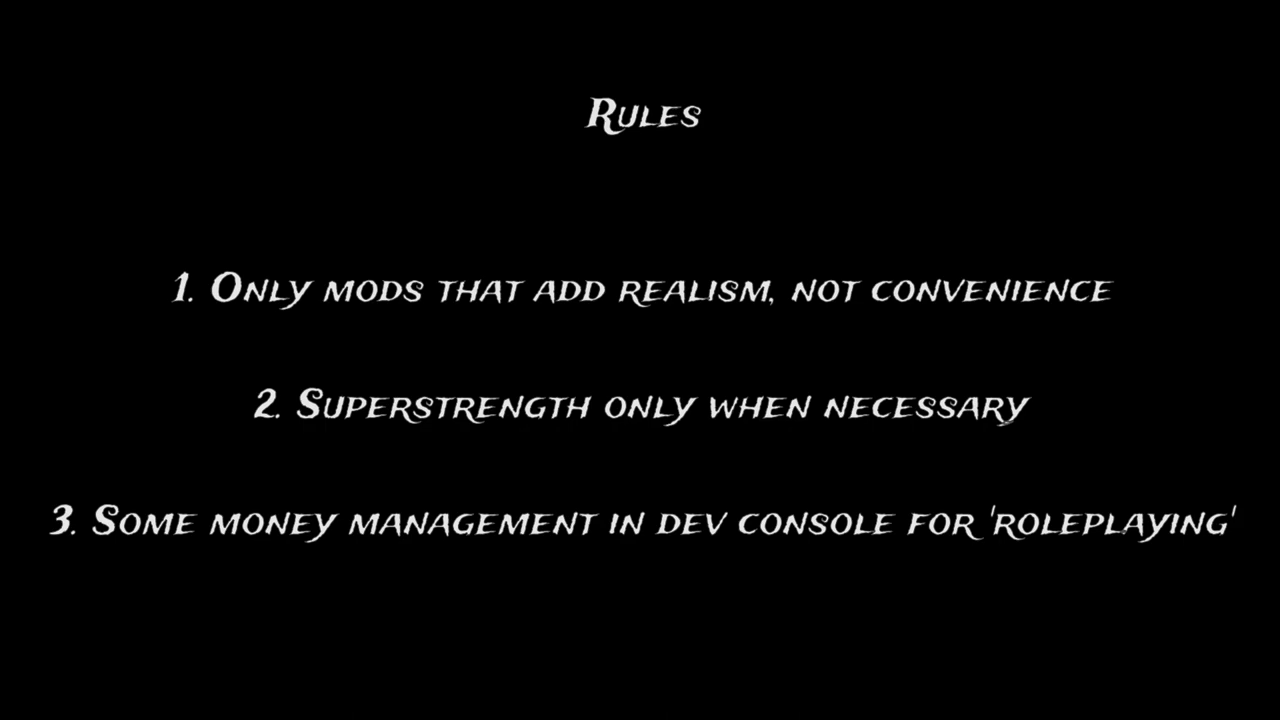 Rules
1. Only mods that add realism, not convenience
2. Superstrength only when necessary
3. Some money management in dev console for 'roleplaying'